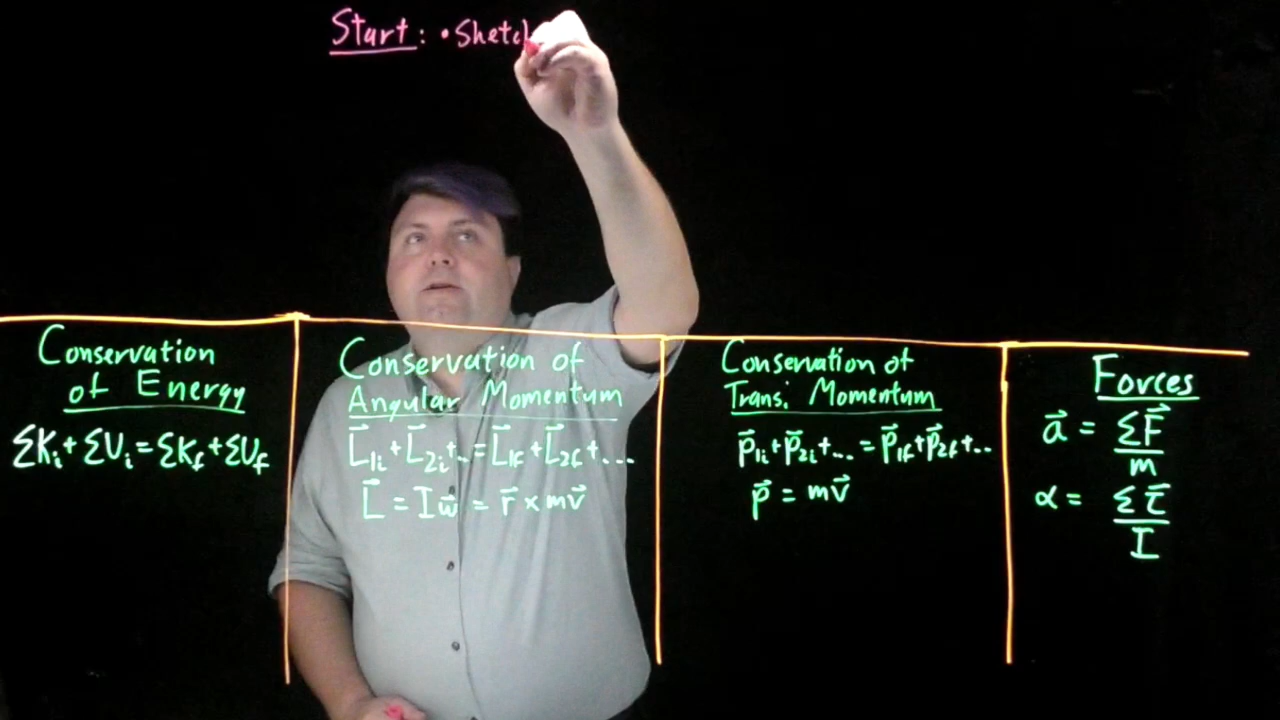 Start: • Sketch
Conservation
of Energy
ΣKᵢ + ΣUᵢ = ΣK_f + ΣU_f
Conservation of
Angular Momentum
L⃗₁ᵢ + L⃗₂ᵢ + ... = L⃗₁f + L⃗₂f + ...
L⃗ = Iω⃗ = r⃗ × mv⃗
Conservation of
Trans. Momentum
p⃗₁ᵢ + p⃗₂ᵢ + ... = p⃗₁f + p⃗₂f + ...
p⃗ = mv⃗
Forces
a⃗ = ΣF⃗ / m
α = Στ⃗ / I